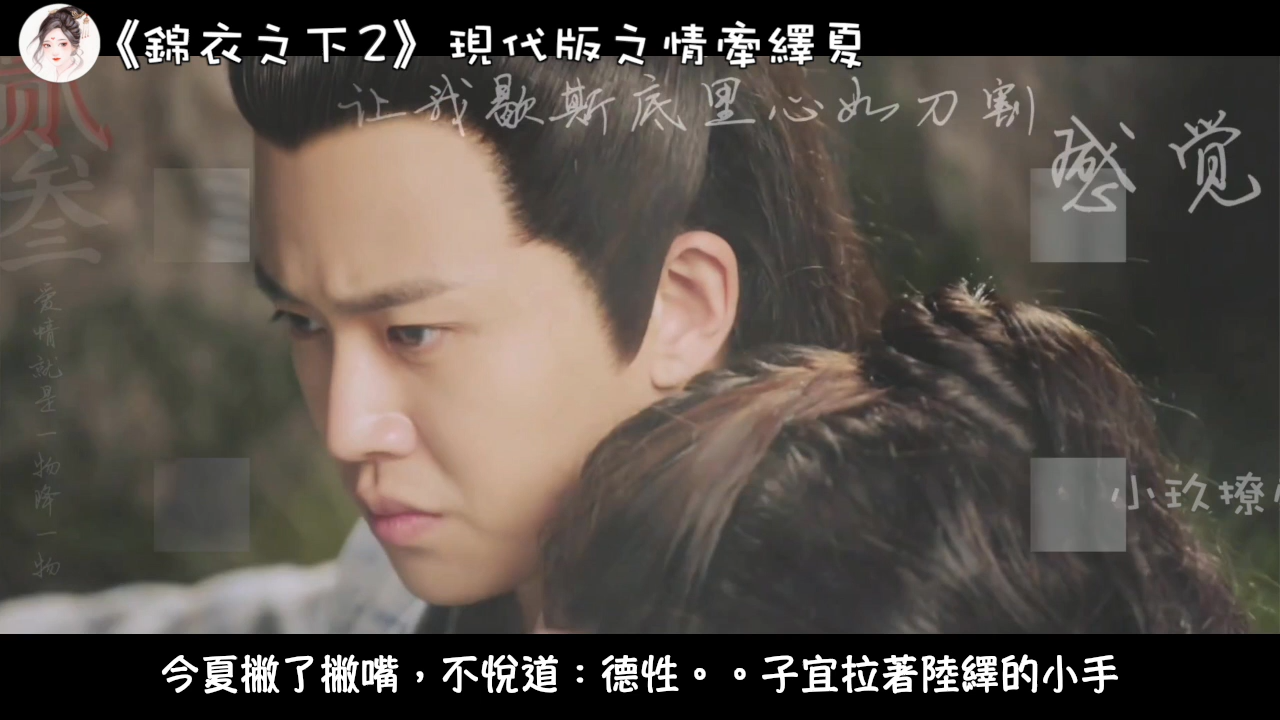 《錦衣之下2》現代版之情牽繹夏
让我歇斯底里心如刀割
感觉
贰
叁
爱情就是一物降一物
小玖撩
今夏撇了撇嘴，不悅道：德性。。子宜拉著陸繹的小手